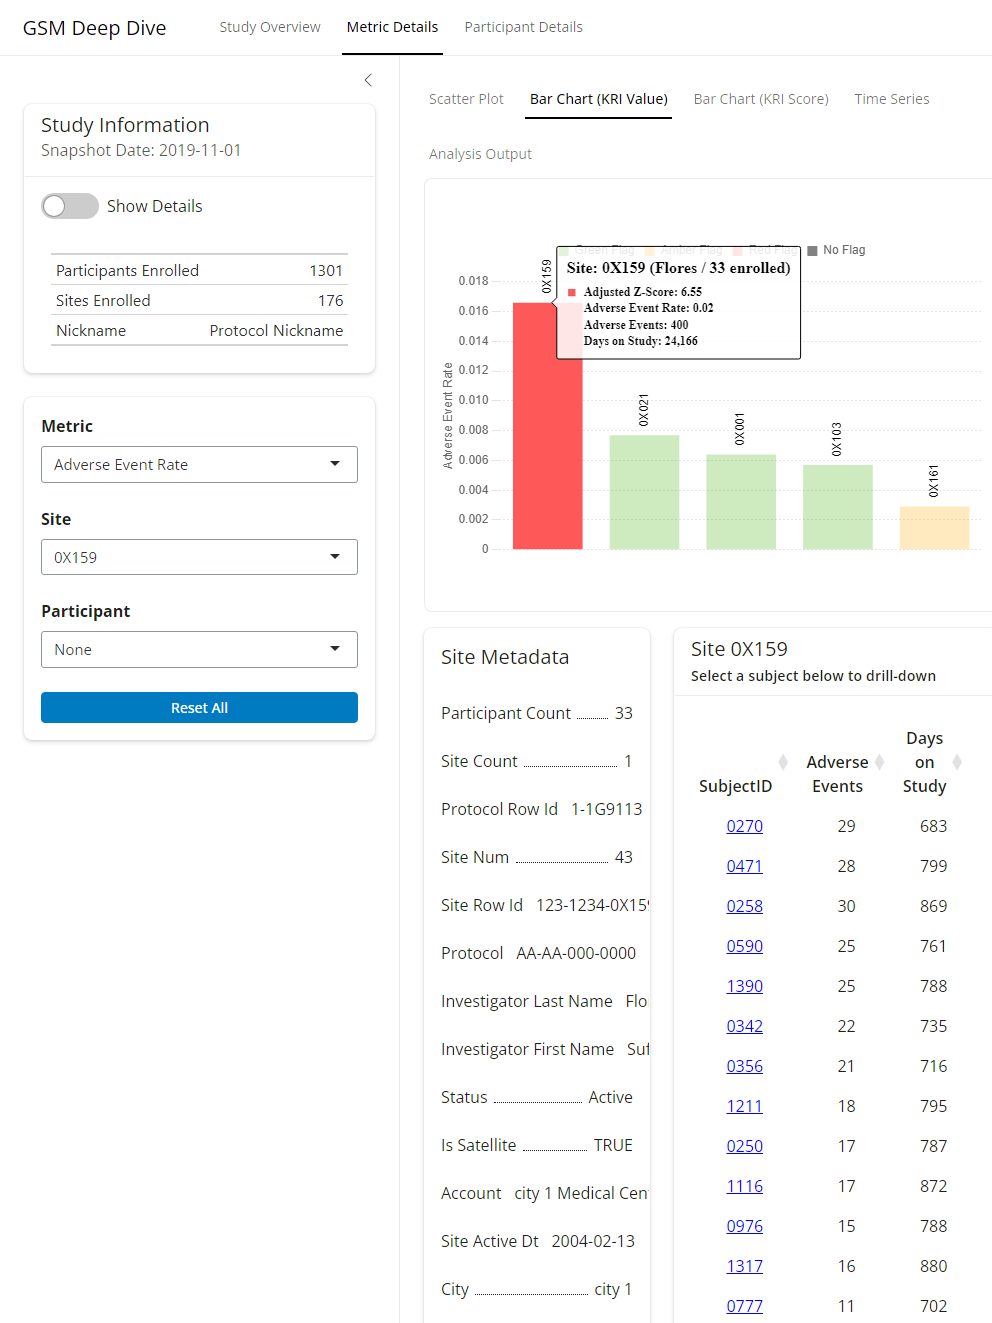 GSM Deep Dive
Study Overview
Metric Details
Participant Details
Study Information
Snapshot Date: 2019-11-01
Show Details
Participants Enrolled 1301
Sites Enrolled 176
Nickname Protocol Nickname
Metric
Adverse Event Rate
Site
0X159
Participant
None
Reset All
Scatter Plot
Bar Chart (KRI Value)
Bar Chart (KRI Score)
Time Series
Analysis Output
Green Flag
Amber Flag
Red Flag
No Flag
Site: 0X159 (Flores / 33 enrolled)
Adjusted Z-Score: 6.55
Adverse Event Rate: 0.02
Adverse Events: 400
Days on Study: 24,166
Adverse Event Rate
0.018
0.016
0.014
0.012
0.010
0.008
0.006
0.004
0.002
0
0X159
0X021
0X001
0X103
0X161
Site Metadata
Participant Count 33
Site Count 1
Protocol Row Id 1-1G9113
Site Num 43
Site Row Id 123-1234-0X159
Protocol AA-AA-000-0000
Investigator Last Name Flo
Investigator First Name Suf
Status Active
Is Satellite TRUE
Account city 1 Medical Cen
Site Active Dt 2004-02-13
City city 1
Site 0X159
Select a subject below to drill-down
SubjectID
Adverse
Events
Days
on
Study
0270 29 683
0471 28 799
0258 30 869
0590 25 761
1390 25 788
0342 22 735
0356 21 716
1211 18 795
0250 17 787
1116 17 872
0976 15 788
1317 16 880
0777 11 702